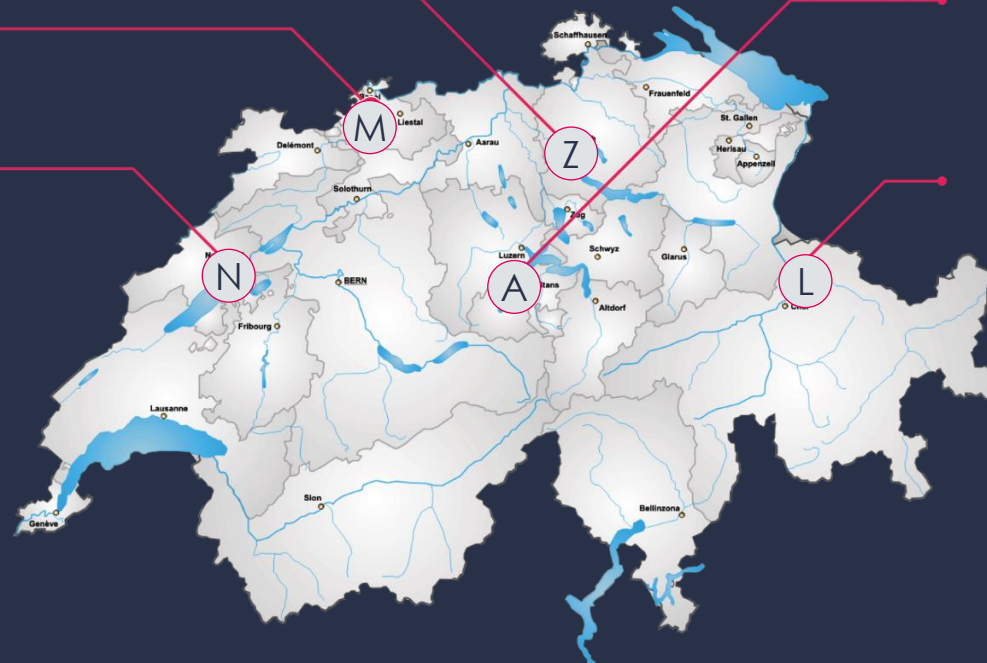 Schaffhausen
Frauenfeld
M
Liestal
St. Gallen
Delémont
Aarau
Z
Herisau
Appenzell
Solothurn
Zug
N
Luzern
Schwyz
Glarus
BERN
A
L
Altdorf
Fribourg
Lausanne
Sion
Bellinzona
Genève